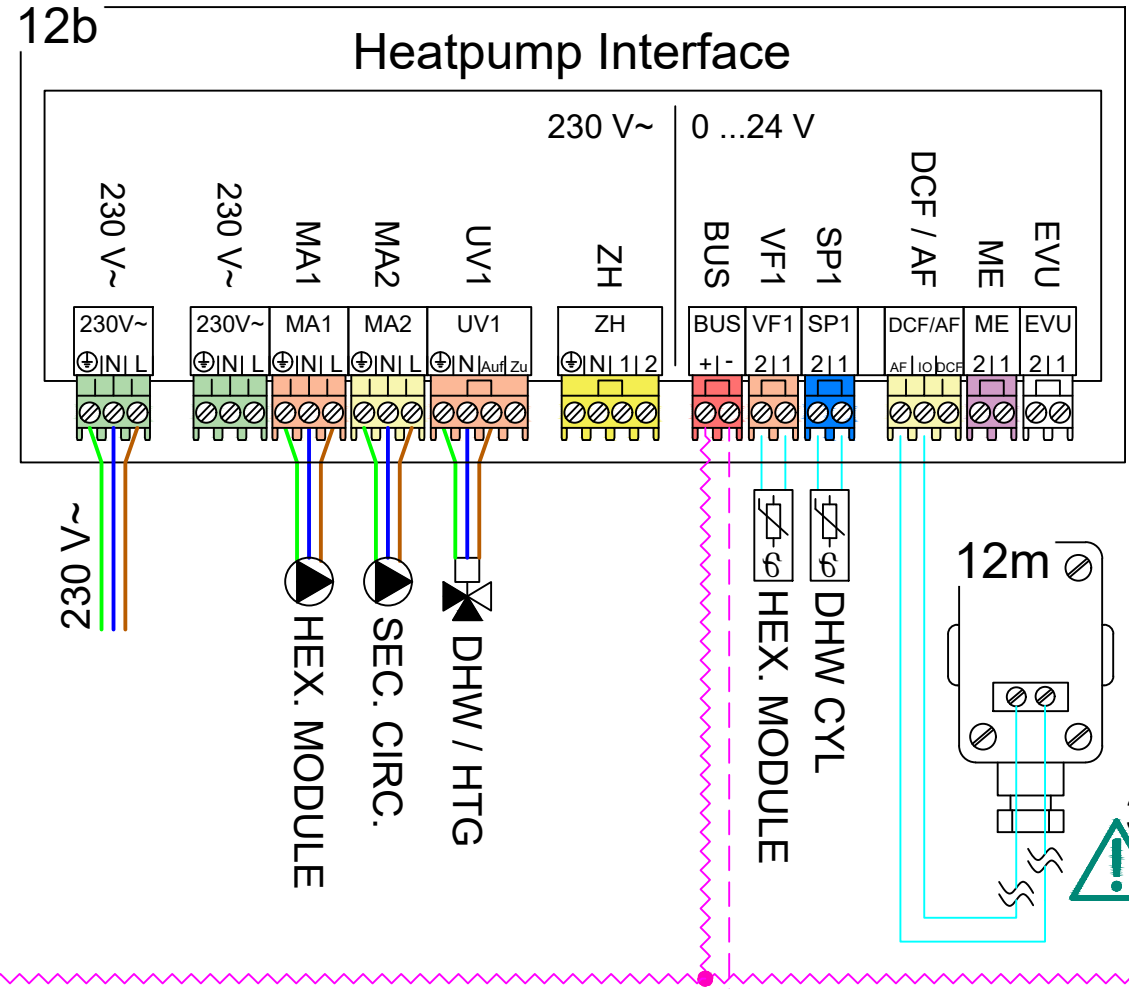 12b
Heatpump Interface
230 V~
0 ...24 V
230 V~
230 V~
MA1
MA2
UV1
ZH
BUS
VF1
SP1
DCF / AF
ME
EVU
230V~
230V~
MA1
MA2
UV1
ZH
BUS
VF1
SP1
DCF/AF
ME
EVU
N L
N L
N L
N L
N Auf Zu
N 1 2
+ -
2 1
2 1
AF IO DCF
2 1
2 1
230 V~
HEX. MODULE
SEC. CIRC.
DHW / HTG
ϑ
HEX. MODULE
ϑ
DHW CYL
12m
!